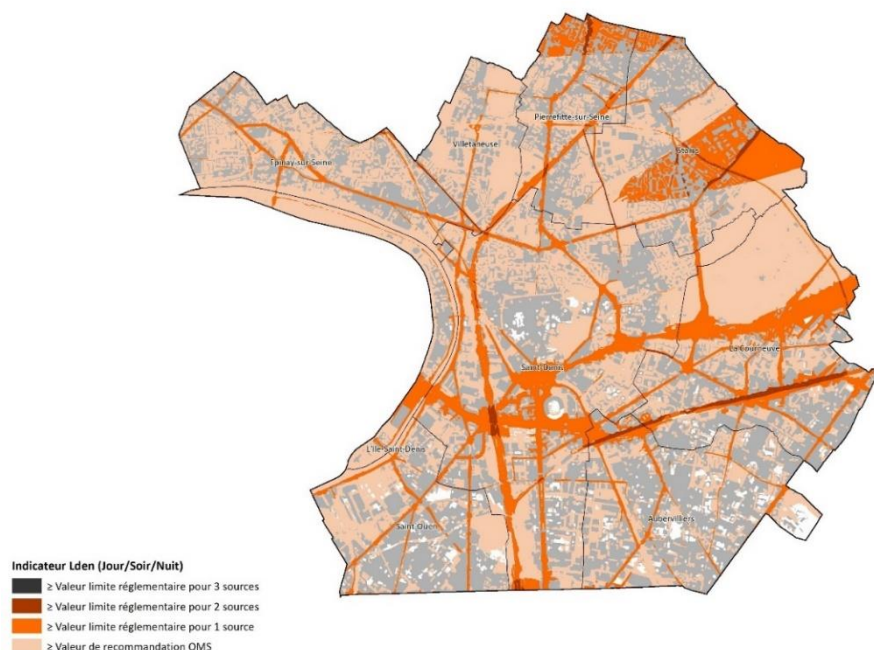 Pierrefitte-sur-Seine
Villetaneuse
Stains
Epinay-sur-Seine
La Courneuve
Saint-Denis
L'Ile-Saint-Denis
Aubervilliers
Saint-Ouen
Indicateur Lden (Jour/Soir/Nuit)
≥ Valeur limite réglementaire pour 3 sources
≥ Valeur limite réglementaire pour 2 sources
≥ Valeur limite réglementaire pour 1 source
≥ Valeur de recommandation OMS